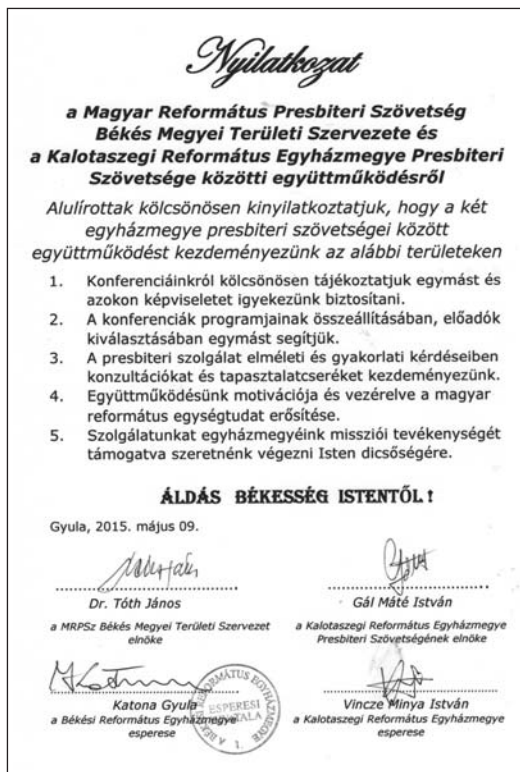 Nyilatkozat
a Magyar Református Presbiteri Szövetség
Békés Megyei Területi Szervezete és
a Kalotaszegi Református Egyházmegye Presbiteri
Szövetsége közötti együttműködésről
Alulírottak kölcsönösen kinyilatkoztatjuk, hogy a két
egyházmegye presbiteri szövetségei között
együttműködést kezdeményezünk az alábbi területeken
1. Konferenciáinkról kölcsönösen tájékoztatjuk egymást és
azokon képviseletet igyekezünk biztosítani.
2. A konferenciák programjainak összeállításában, előadók
kiválasztásában egymást segítjük.
3. A presbiteri szolgálat elméleti és gyakorlati kérdéseiben
konzultációkat és tapasztalatcseréket kezdeményezünk.
4. Együttműködésünk motivációja és vezérelve a magyar
református egységtudat erősítése.
5. Szolgálatunkat egyházmegyéink missziói tevékenységét
támogatva szeretnénk végezni Isten dicsőségére.
ÁLDÁS BÉKESSÉG ISTENTŐL !
Gyula, 2015. május 09.
Dr. Tóth János
a MRPSz Békés Megyei Területi Szervezet
elnöke
Gál Máté István
a Kalotaszegi Református Egyházmegye
Presbiteri Szövetségének elnöke
Katona Gyula
a Békési Református Egyházmegye
esperese
A BÉKÉSI REFORMÁTUS EGYHÁZMEGYE
ESPERESI
1.
Vincze Minya István
a Kalotaszegi Református Egyházmegye
esperese